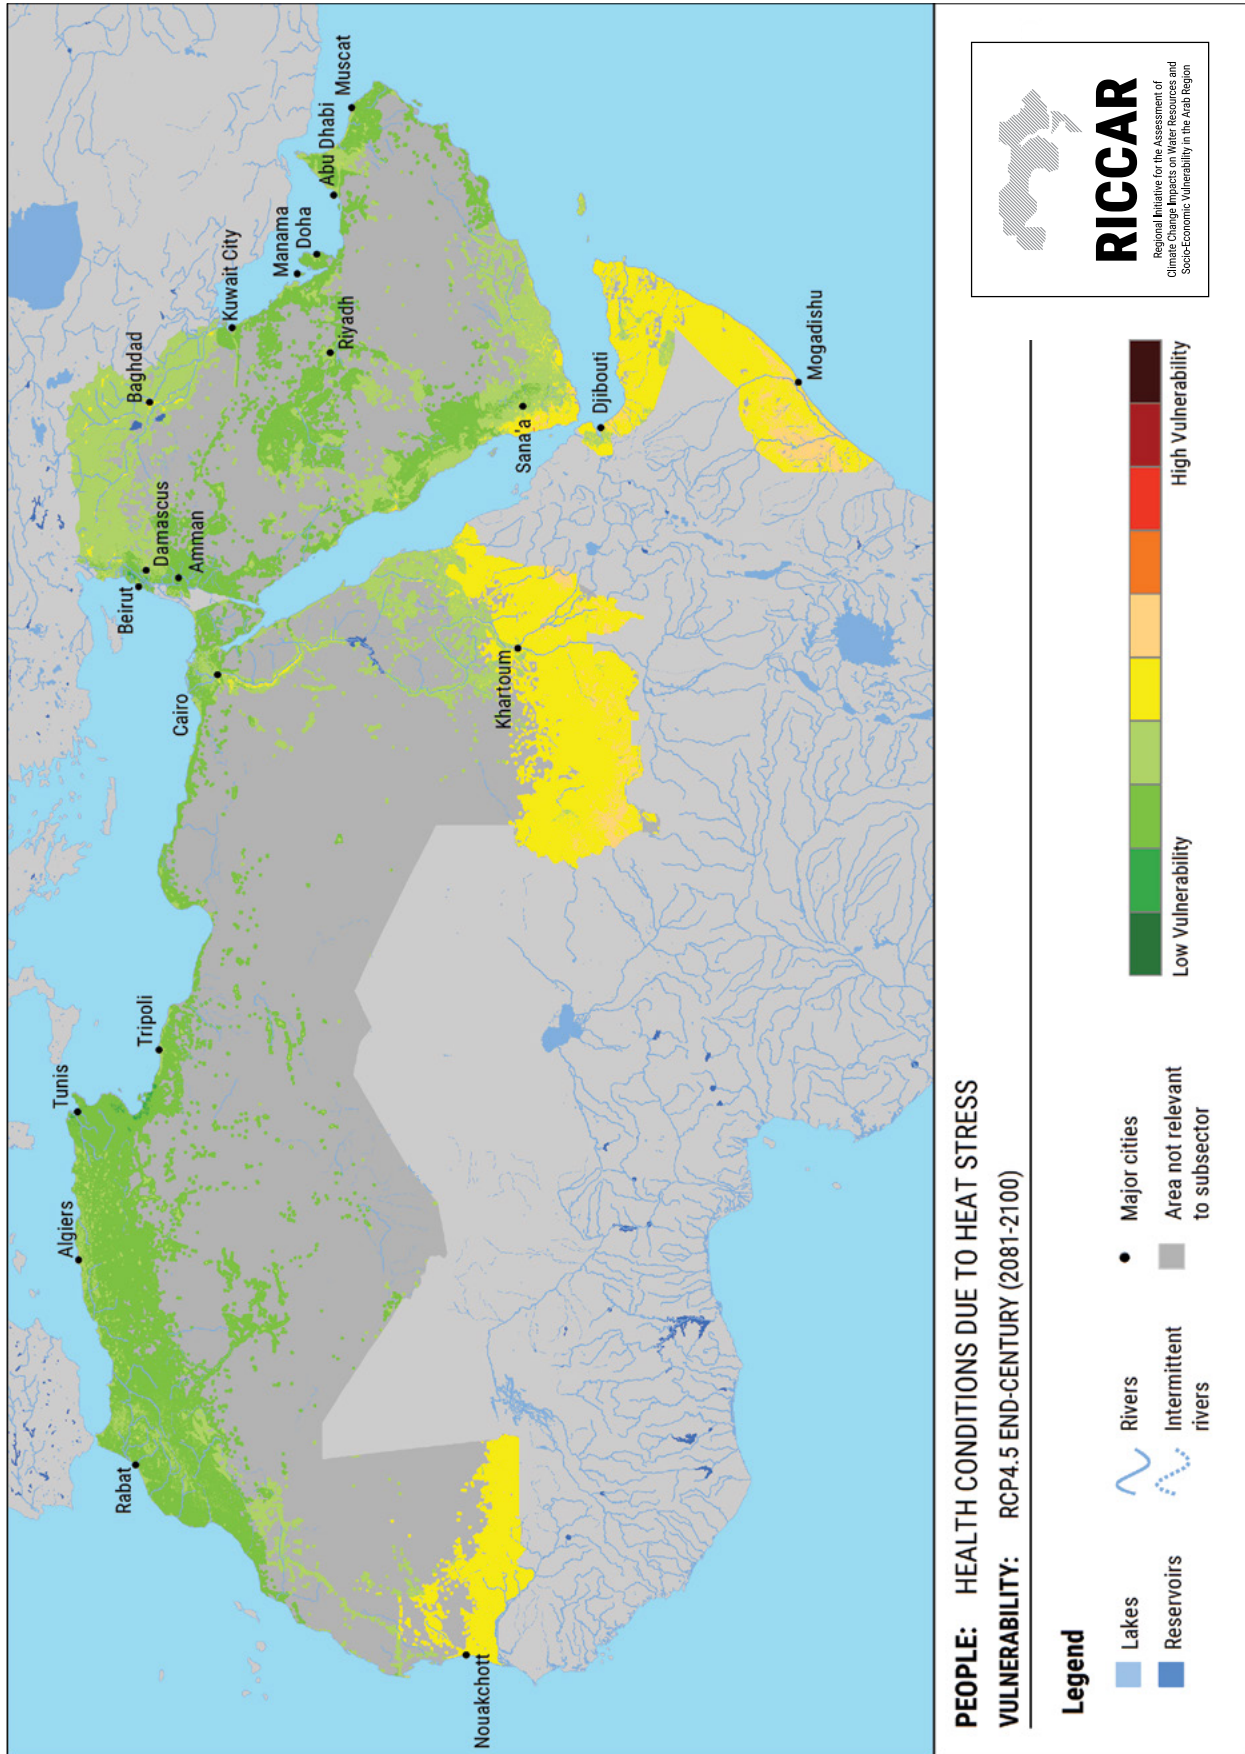 Rabat
Algiers
Tunis
Tripoli
Nouakchott
Cairo
Beirut
Damascus
Amman
Baghdad
Kuwait City
Manama
Doha
Abu Dhabi
Muscat
Riyadh
Sana'a
Khartoum
Djibouti
Mogadishu
PEOPLE: HEALTH CONDITIONS DUE TO HEAT STRESS
VULNERABILITY: RCP4.5 END-CENTURY (2081-2100)
Legend
Lakes
Reservoirs
Rivers
Intermittent
rivers
Major cities
Area not relevant
to subsector
Low Vulnerability
High Vulnerability
RICCAR
Regional Initiative for the Assessment of
Climate Change Impacts on Water Resources and
Socio-Economic Vulnerability in the Arab Region